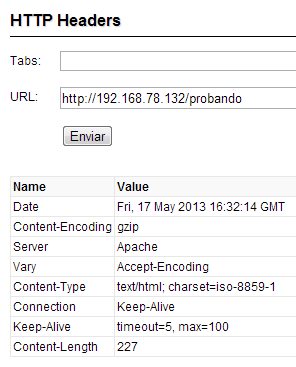 HTTP Headers
Tabs:
URL: http://192.168.78.132/probando
Enviar
Name Value
Date Fri, 17 May 2013 16:32:14 GMT
Content-Encoding gzip
Server Apache
Vary Accept-Encoding
Content-Type text/html; charset=iso-8859-1
Connection Keep-Alive
Keep-Alive timeout=5, max=100
Content-Length 227